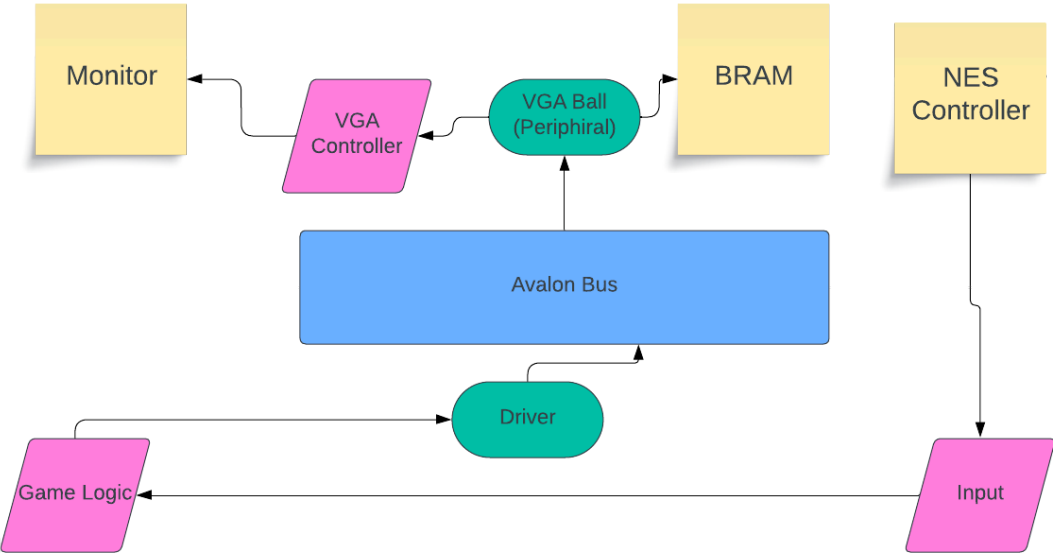 Monitor
VGA
Controller
VGA Ball
(Periphiral)
BRAM
NES
Controller
Avalon Bus
Driver
Game Logic
Input